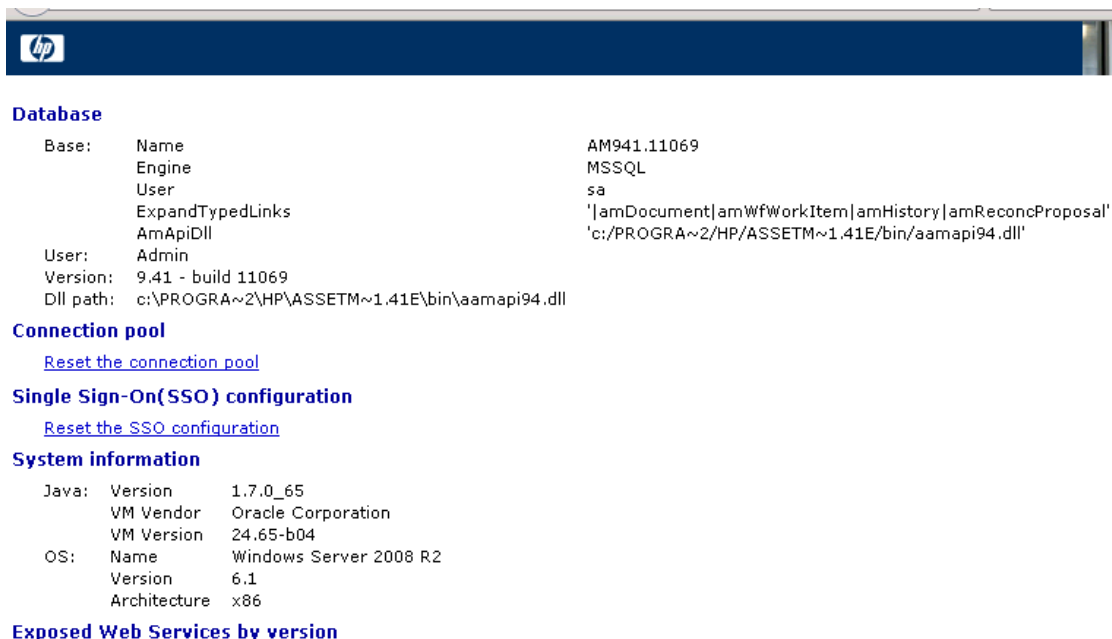 hp
Database
Base: Name AM941.11069
Engine MSSQL
User sa
ExpandTypedLinks '|amDocument|amWfWorkItem|amHistory|amReconcProposal'
AmApiDll 'c:/PROGRA~2/HP/ASSETM~1.41E/bin/aamapi94.dll'
User: Admin
Version: 9.41 - build 11069
Dll path: c:\PROGRA~2\HP\ASSETM~1.41E\bin\aamapi94.dll
Connection pool
Reset the connection pool
Single Sign-On(SSO) configuration
Reset the SSO configuration
System information
Java: Version 1.7.0_65
VM Vendor Oracle Corporation
VM Version 24.65-b04
OS: Name Windows Server 2008 R2
Version 6.1
Architecture x86
Exposed Web Services by version